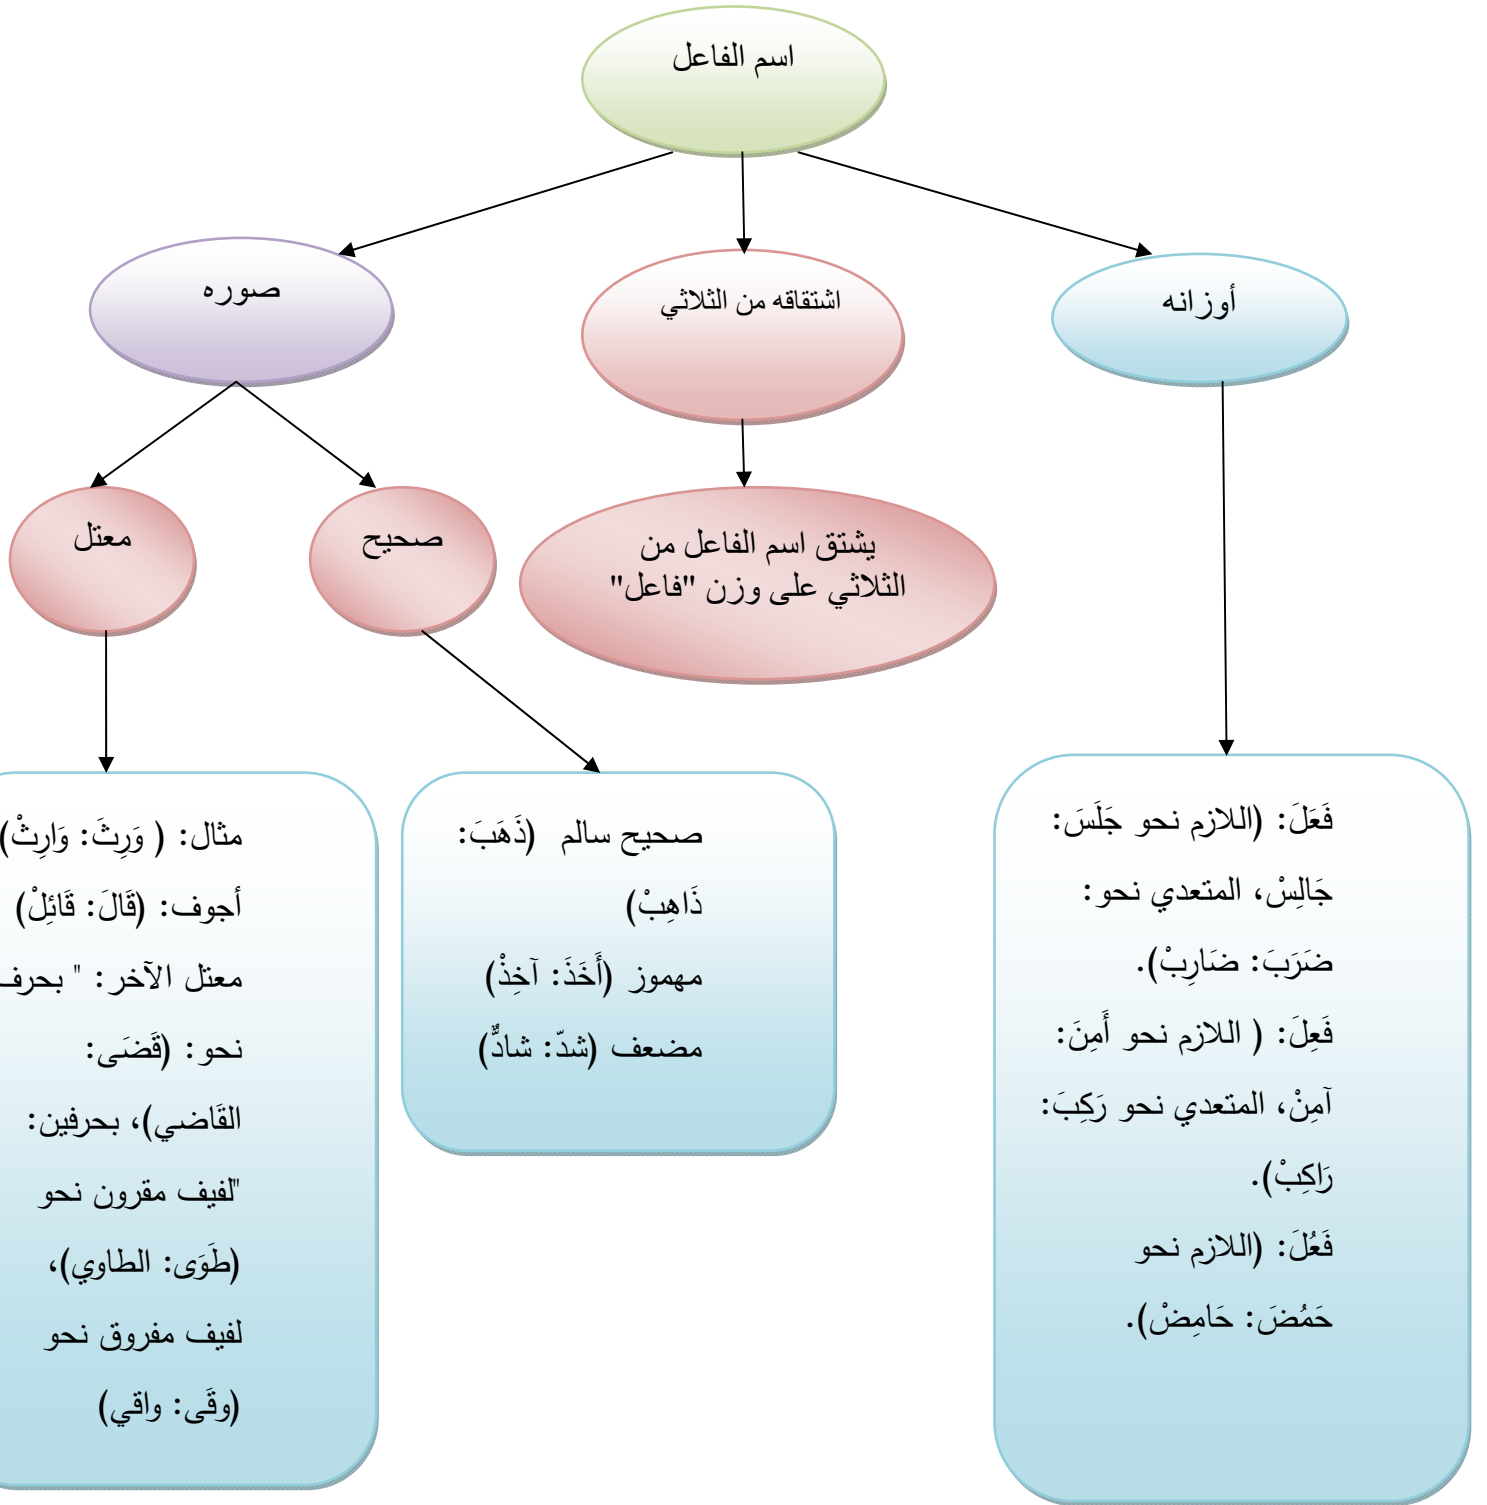 اسم الفاعل
أوزانه
اشتقاقه من الثلاثي
صوره
يشتق اسم الفاعل من
الثلاثي على وزن "فاعل"
صحيح
معتل
فَعَلَ: (اللازم نحو جَلَسَ:
جَالِسْ، المتعدي نحو:
ضَرَبَ: ضَارِبْ).
فَعِلَ: ( اللازم نحو أَمِنَ:
آمِنْ، المتعدي نحو رَكِبَ:
رَاكِبْ).
فَعُلَ: (اللازم نحو
حَمُضَ: حَامِضْ).
صحيح سالم (ذَهَبَ:
ذَاهِبْ)
مهموز (أَخَذَ: آخِذْ)
مضعف (شدّ: شادٌّ)
مثال: ( وَرِثَ: وَارِثْ)
أجوف: (قَالَ: قَائِلْ)
معتل الآخر: " بحرف
نحو: (قَضَى:
القَاضي)، بحرفين:
"لفيف مقرون نحو
(طَوَى: الطاوي)،
لفيف مفروق نحو
(وقَى: واقي)